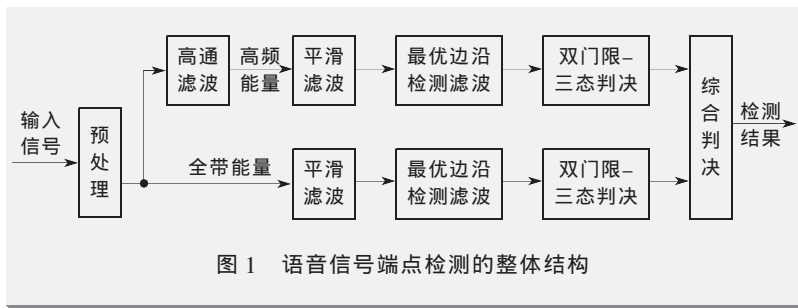 输入
信号
预
处
理
高通
滤波
高频
能量
平滑
滤波
最优边沿
检测滤波
双门限–
三态判决
全带能量
平滑
滤波
最优边沿
检测滤波
双门限–
三态判决
综
合
判
决
检测
结果
图 1 语音信号端点检测的整体结构